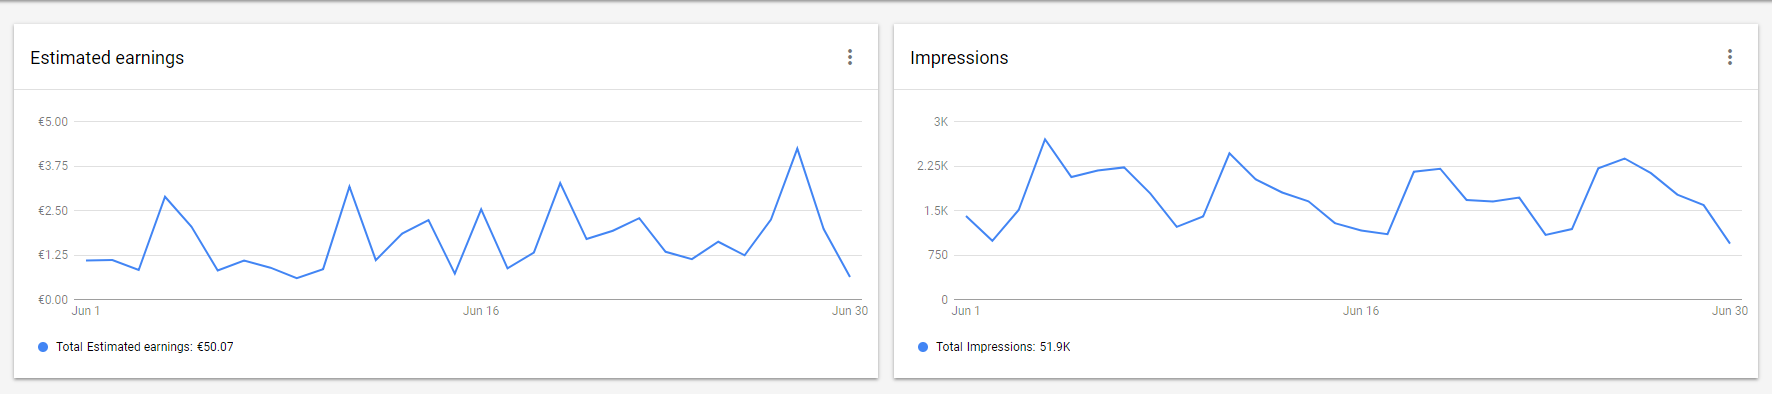 Estimated earnings
€5.00
€3.75
€2.50
€1.25
€0.00
Jun 1
Jun 16
Jun 30
Total Estimated earnings: €50.07
Impressions
3K
2.25K
1.5K
750
0
Jun 1
Jun 16
Jun 30
Total Impressions: 51.9K